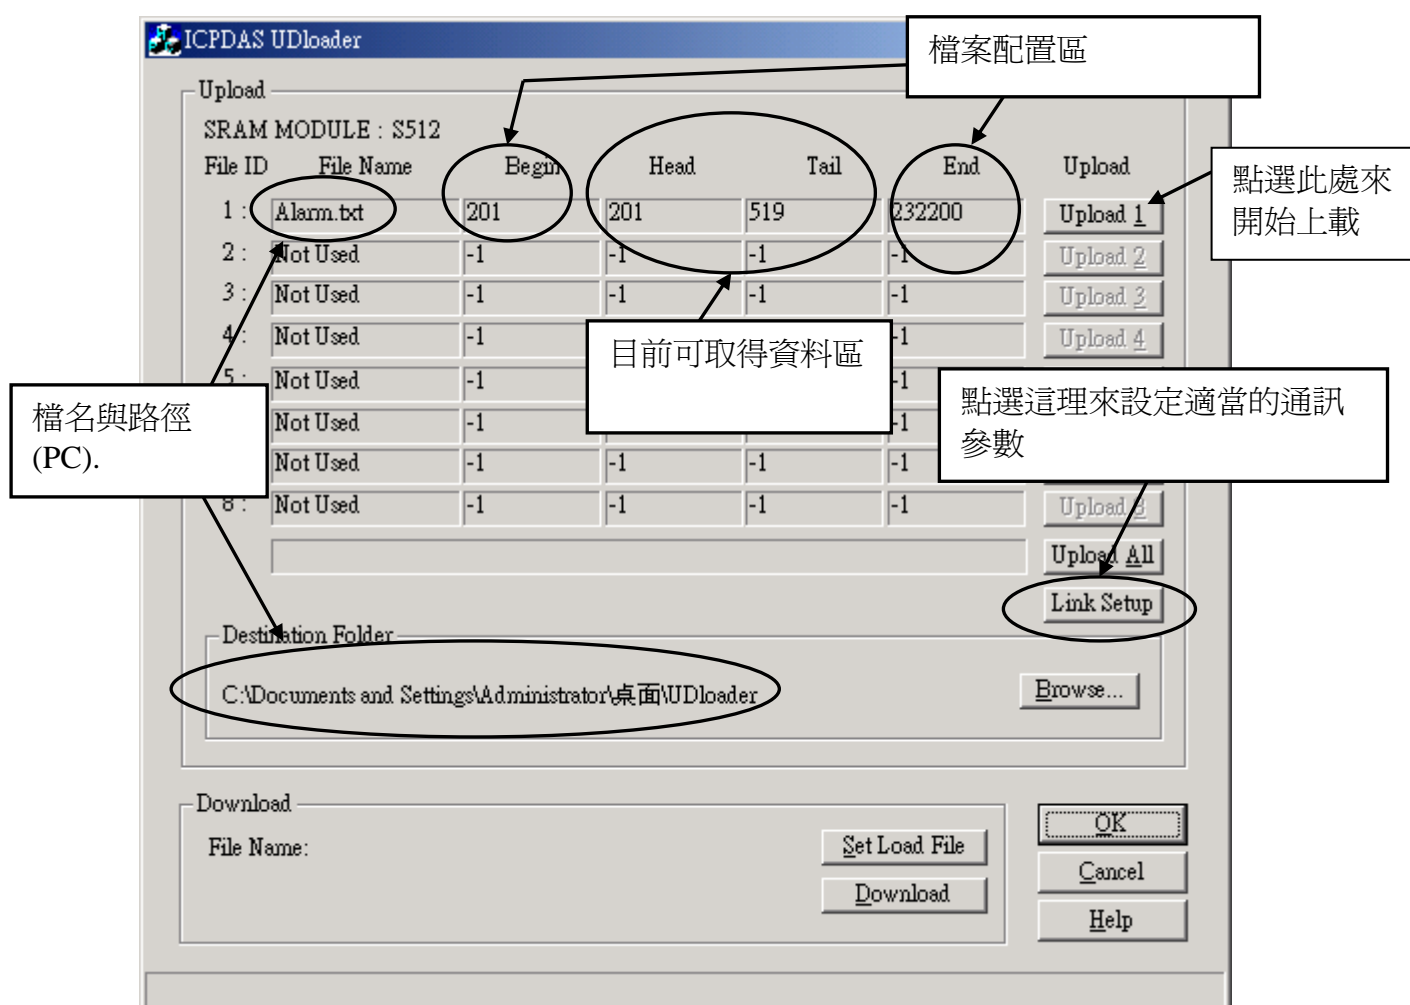 ICPDAS UDloader
檔案配置區
Upload
SRAM MODULE : S512
File ID File Name Begin Head Tail End Upload
點選此處來
開始上載
1 : Alarm.txt 201 201 519 232200 Upload 1
2 : Not Used -1 -1 -1 -1 Upload 2
3 : Not Used -1 -1 -1 -1 Upload 3
4 : Not Used -1 -1 Upload 4
目前可取得資料區
5 : Not Used -1 -1
點選這理來設定適當的通訊
參數
檔名與路徑
(PC).
Not Used -1 -1
Not Used -1 -1 -1 -1
8 : Not Used -1 -1 -1 -1 Upload 8
Upload All
Link Setup
Destination Folder
C:\Documents and Settings\Administrator\桌面\UDloader
Browse...
Download
File Name:
Set Load File
Download
OK
Cancel
Help